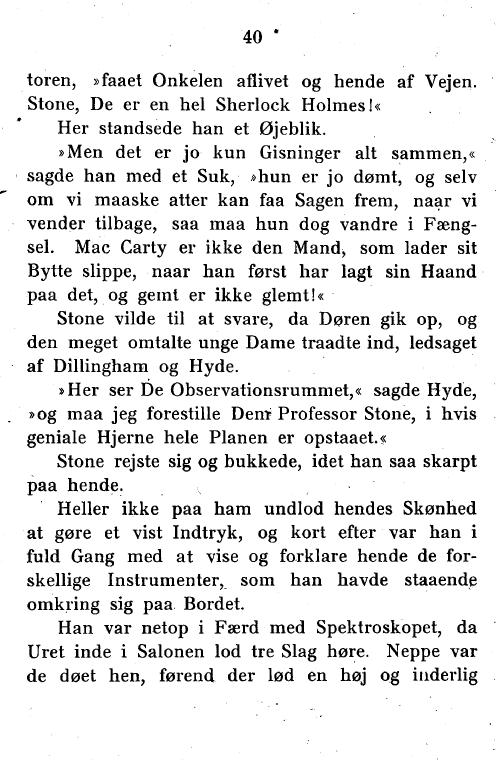 40
toren, »faaet Onkelen aflivet og hende af Vejen.
Stone, De er en hel Sherlock Holmes!«
Her standsede han et Øjeblik.
»Men det er jo kun Gisninger alt sammen,«
sagde han med et Suk, »hun er jo dømt, og selv
om vi maaske atter kan faa Sagen frem, naar vi
vender tilbage, saa maa hun dog vandre i Fæng-
sel. Mac Carty er ikke den Mand, som lader sit
Bytte slippe, naar han først har lagt sin Haand
paa det, og gemt er ikke glemt!«
Stone vilde til at svare, da Døren gik op, og
den meget omtalte unge Dame traadte ind, ledsaget
af Dillingham og Hyde.
»Her ser De Observationsrummet,« sagde Hyde,
»og maa jeg forestille Dem Professor Stone, i hvis
geniale Hjerne hele Planen er opstaaet.«
Stone rejste sig og bukkede, idet han saa skarpt
paa hende.
Heller ikke paa ham undlod hendes Skønhed
at gøre et vist Indtryk, og kort efter var han i
fuld Gang med at vise og forklare hende de for-
skellige Instrumenter, som han havde staaende
omkring sig paa Bordet.
Han var netop i Færd med Spektroskopet, da
Uret inde i Salonen lod tre Slag høre. Neppe var
de døet hen, førend der lød en høj og inderlig